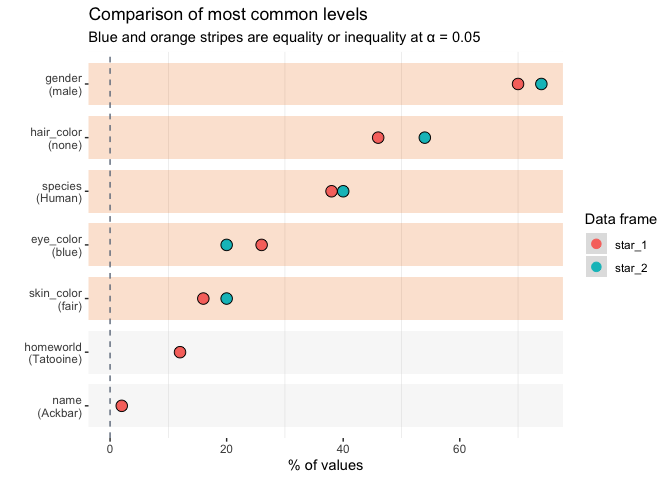 Comparison of most common levels
Blue and orange stripes are equality or inequality at α = 0.05
gender
(male)
hair_color
(none)
species
(Human)
eye_color
(blue)
skin_color
(fair)
homeworld
(Tatooine)
name
(Ackbar)
0
20
40
60
% of values
Data frame
star_1
star_2